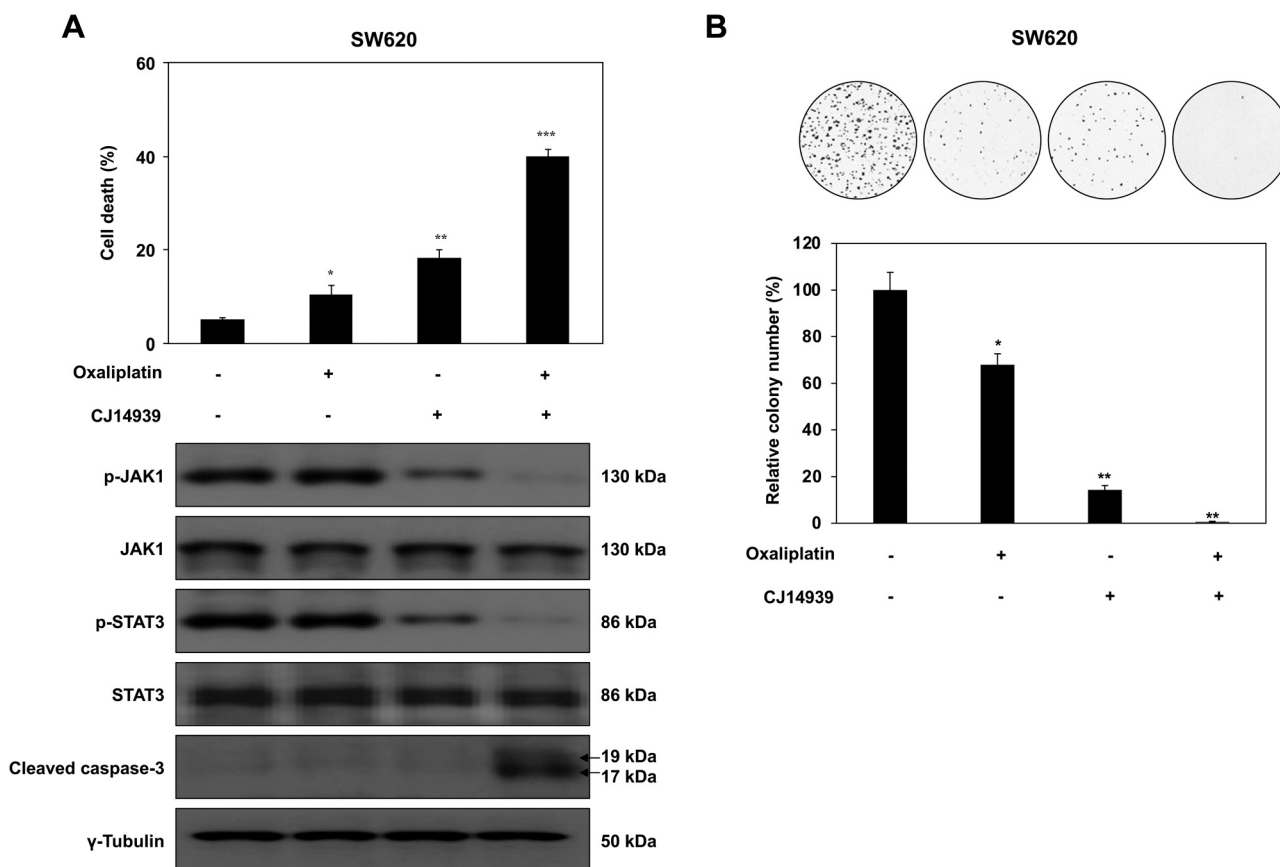 A
SW620
60
40
20
0
Cell death (%)
*
**
***
Oxaliplatin - + - +
CJ14939 - - + +
p-JAK1 130 kDa
JAK1 130 kDa
p-STAT3 86 kDa
STAT3 86 kDa
Cleaved caspase-3 19 kDa
17 kDa
γ-Tubulin 50 kDa
B
SW620
120
100
80
60
40
20
0
Relative colony number (%)
*
**
**
Oxaliplatin - + - +
CJ14939 - - + +